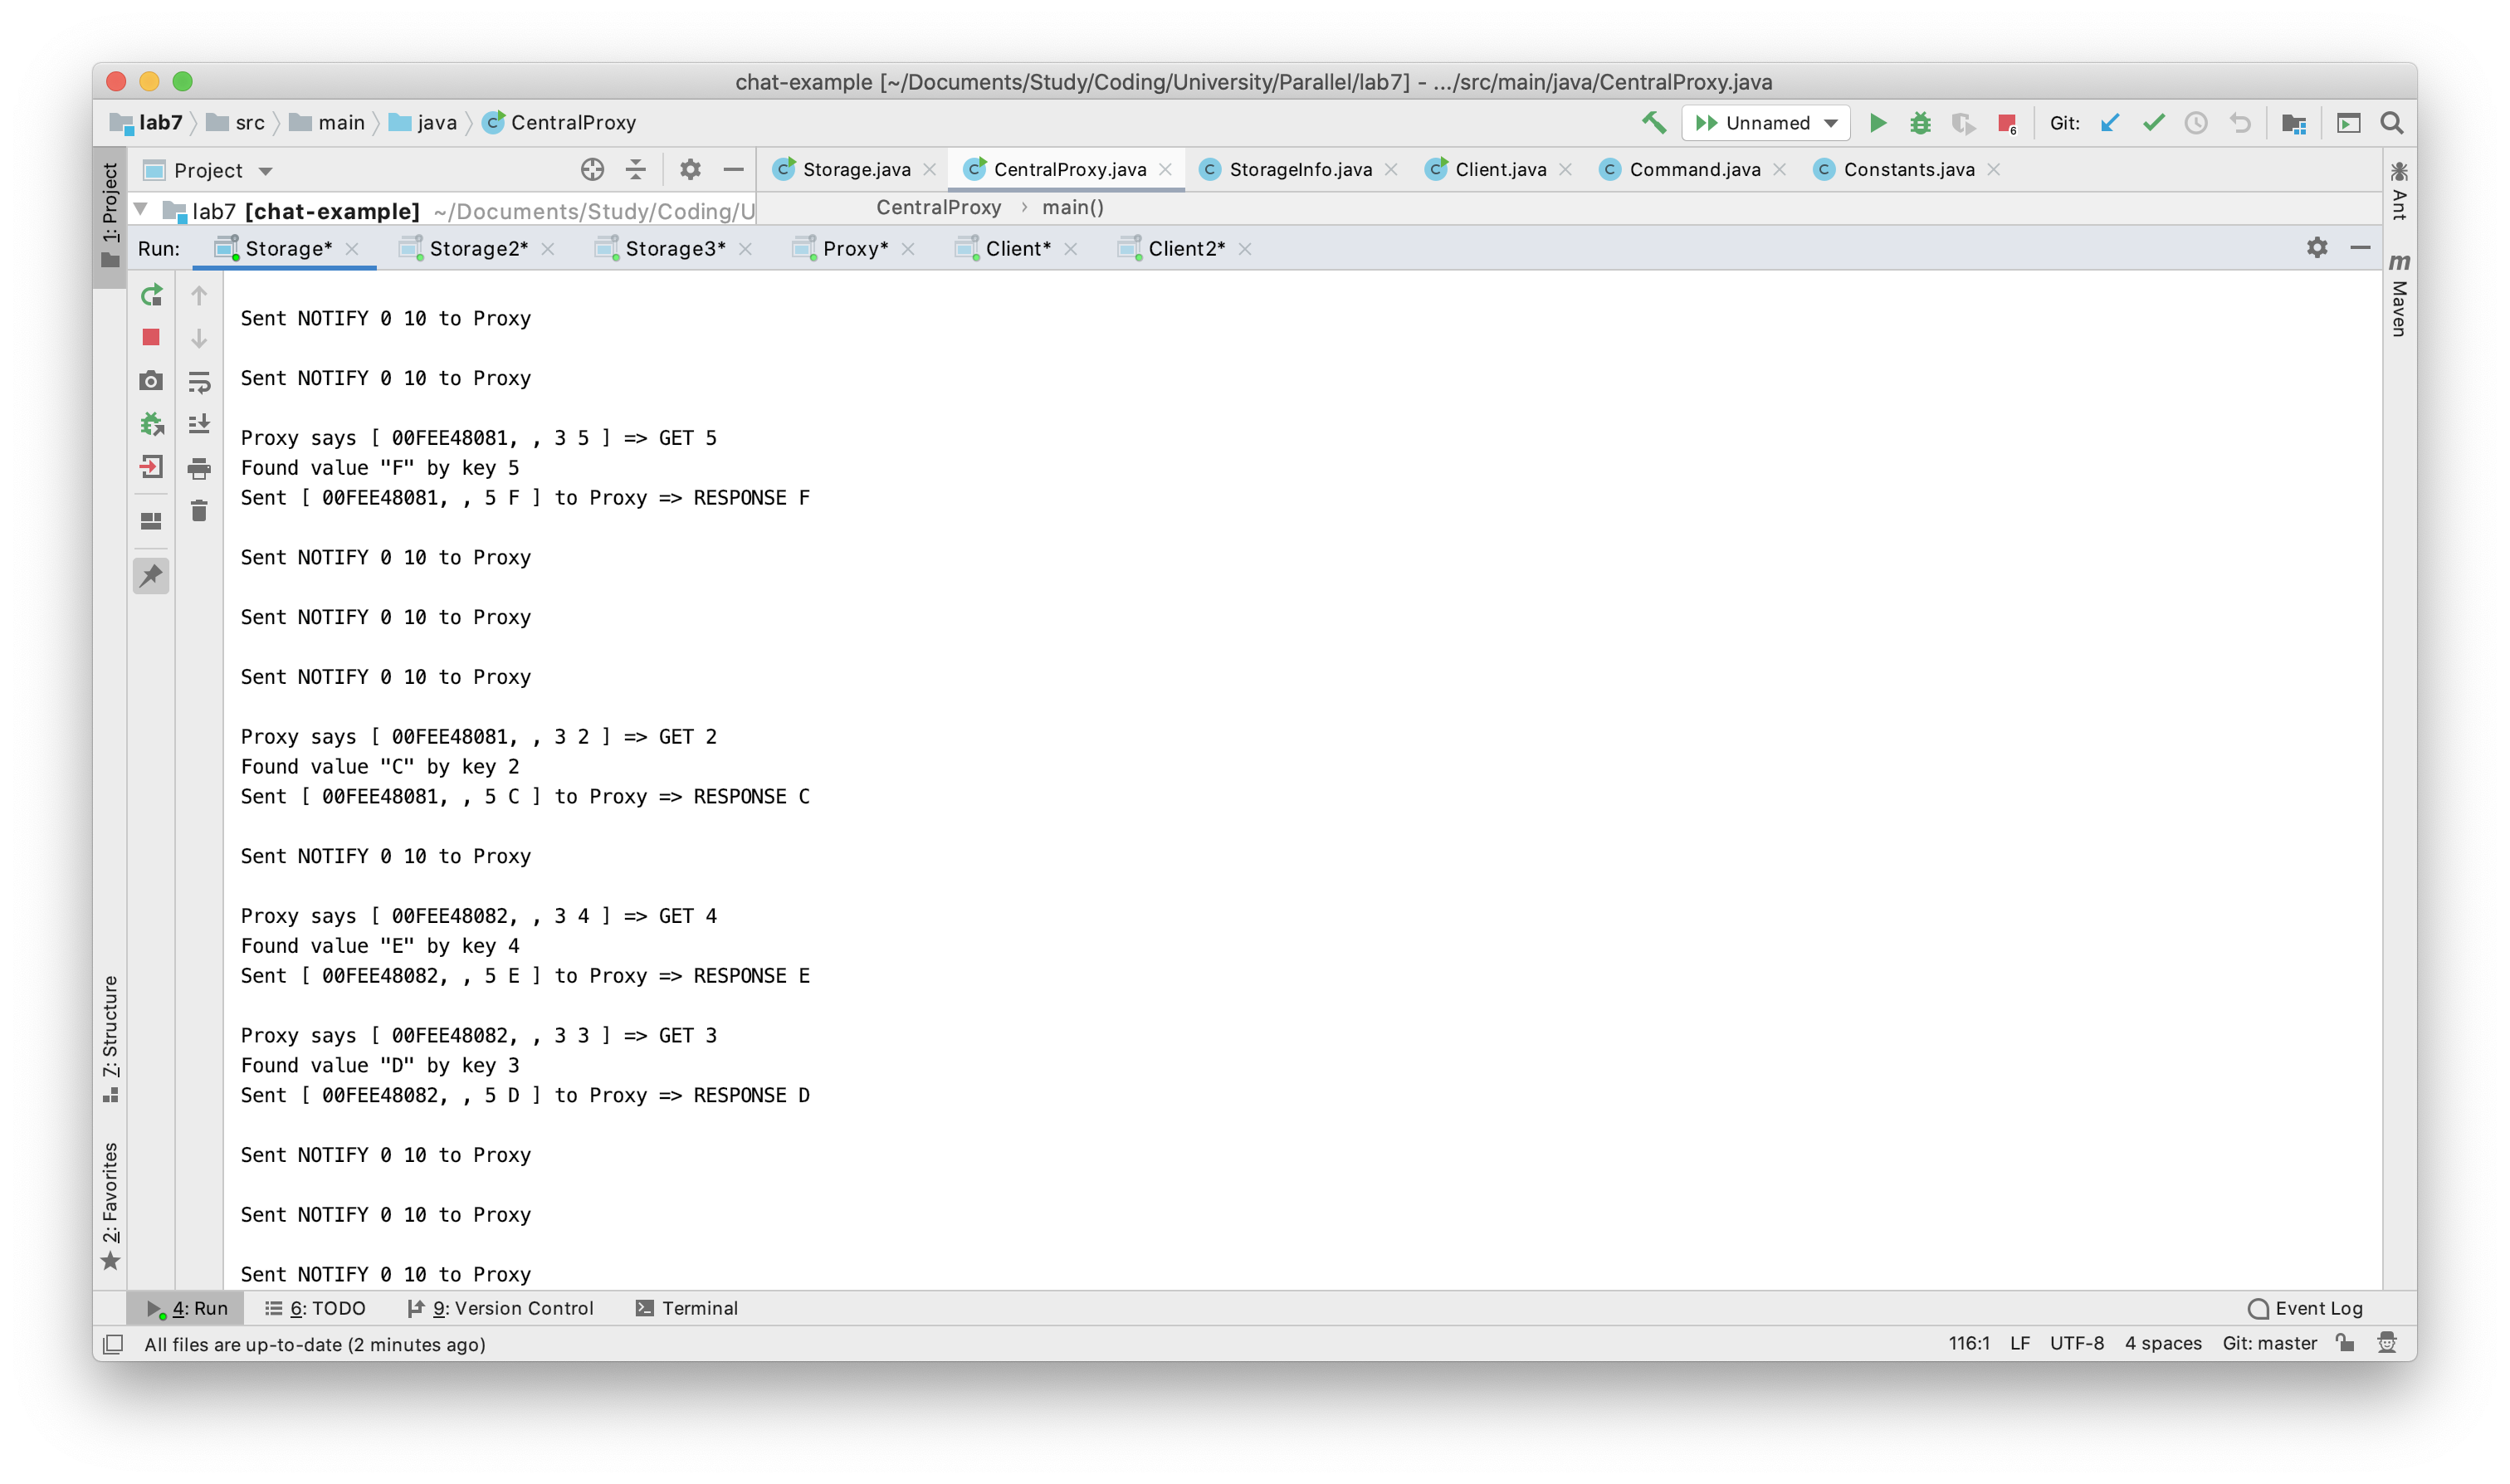 chat-example [~/Documents/Study/Coding/University/Parallel/lab7] - .../src/main/java/CentralProxy.java
lab7 src main java CentralProxy Unnamed 6 Git:
1: Project Project Storage.java CentralProxy.java StorageInfo.java Client.java Command.java Constants.java Ant
lab7 [chat-example] ~/Documents/Study/Coding/U CentralProxy main()
Run: Storage* Storage2* Storage3* Proxy* Client* Client2*
m Maven
Sent NOTIFY 0 10 to Proxy
Sent NOTIFY 0 10 to Proxy
Proxy says [ 00FEE48081, , 3 5 ] => GET 5
Found value "F" by key 5
Sent [ 00FEE48081, , 5 F ] to Proxy => RESPONSE F
Sent NOTIFY 0 10 to Proxy
Sent NOTIFY 0 10 to Proxy
Sent NOTIFY 0 10 to Proxy
Proxy says [ 00FEE48081, , 3 2 ] => GET 2
Found value "C" by key 2
Sent [ 00FEE48081, , 5 C ] to Proxy => RESPONSE C
Sent NOTIFY 0 10 to Proxy
Proxy says [ 00FEE48082, , 3 4 ] => GET 4
Found value "E" by key 4
Sent [ 00FEE48082, , 5 E ] to Proxy => RESPONSE E
Proxy says [ 00FEE48082, , 3 3 ] => GET 3
Found value "D" by key 3
Sent [ 00FEE48082, , 5 D ] to Proxy => RESPONSE D
Sent NOTIFY 0 10 to Proxy
Sent NOTIFY 0 10 to Proxy
Sent NOTIFY 0 10 to Proxy
7: Structure
2: Favorites
4: Run 6: TODO 9: Version Control Terminal Event Log
All files are up-to-date (2 minutes ago) 116:1 LF UTF-8 4 spaces Git: master